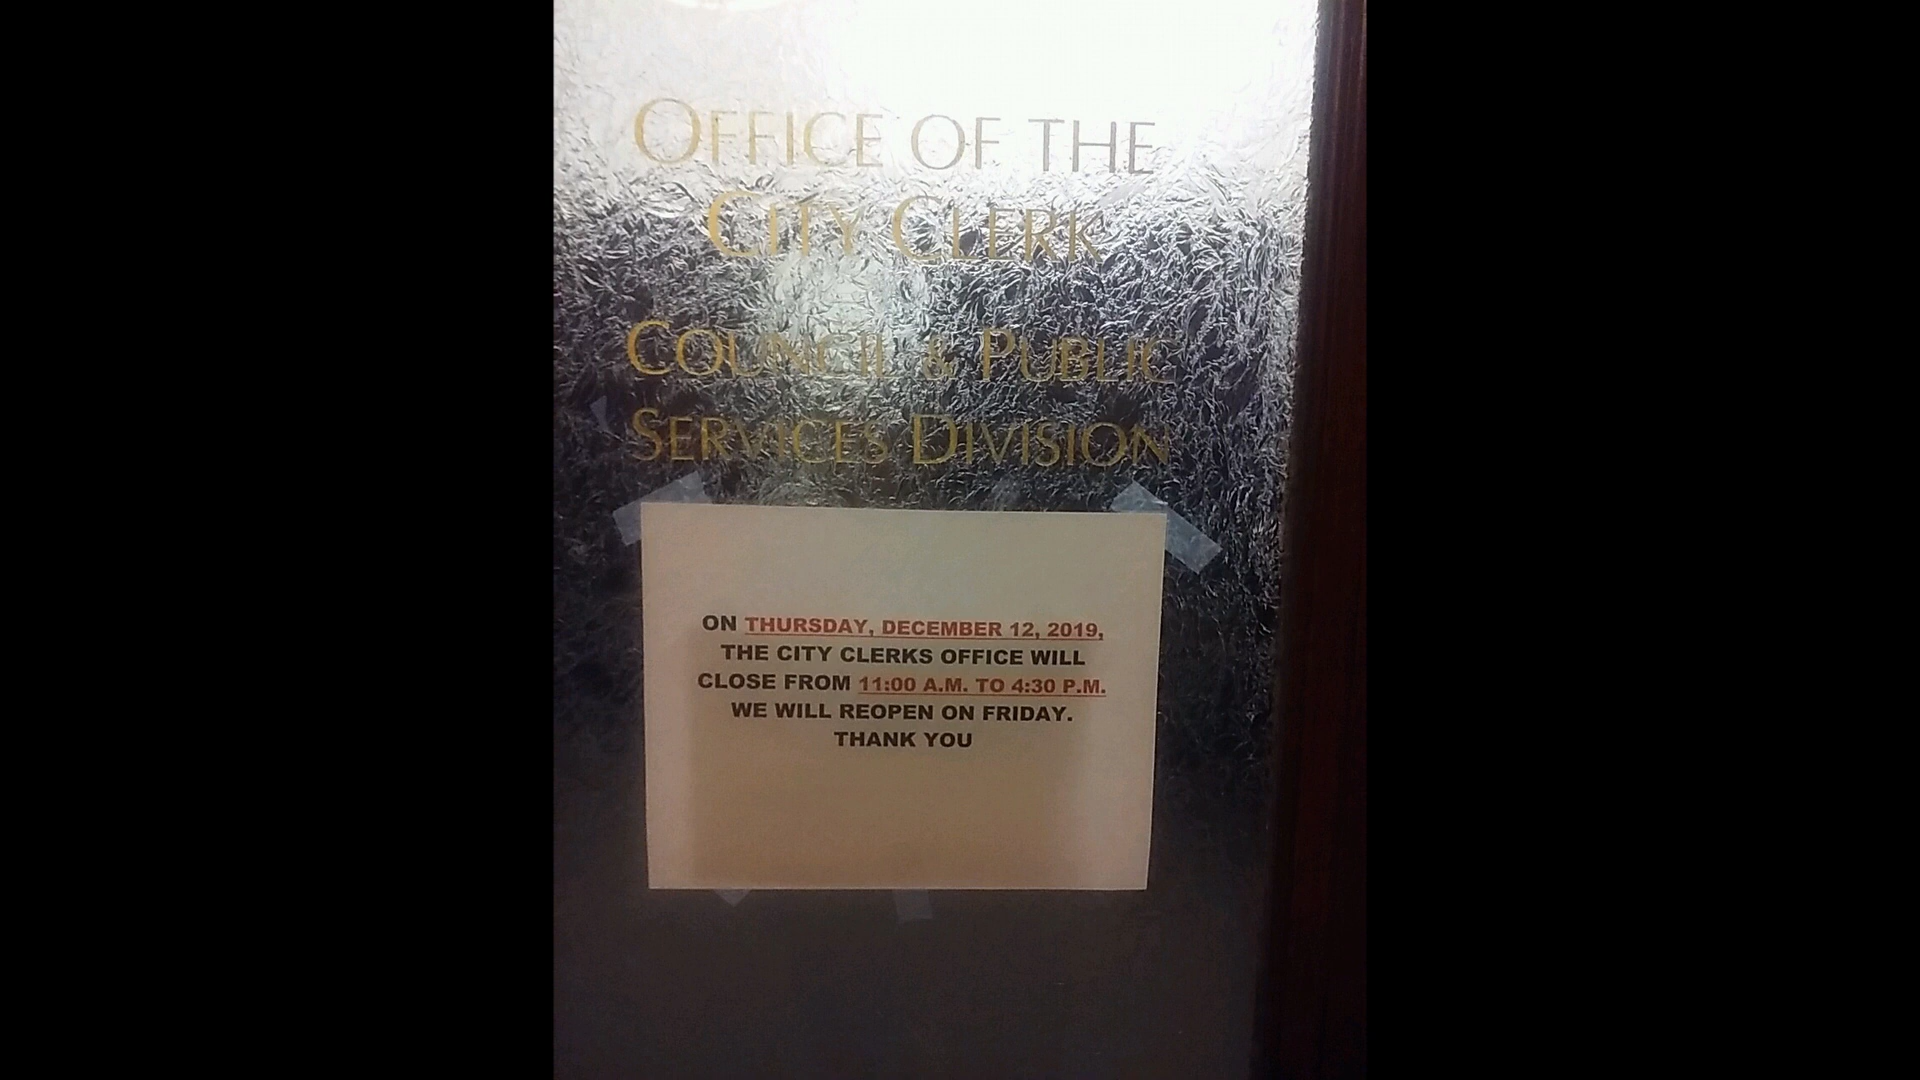 OFFICE OF THE
CITY CLERK
COUNCIL & PUBLIC
SERVICES DIVISION
ON THURSDAY, DECEMBER 12, 2019,
THE CITY CLERKS OFFICE WILL
CLOSE FROM 11:00 A.M. TO 4:30 P.M.
WE WILL REOPEN ON FRIDAY.
THANK YOU